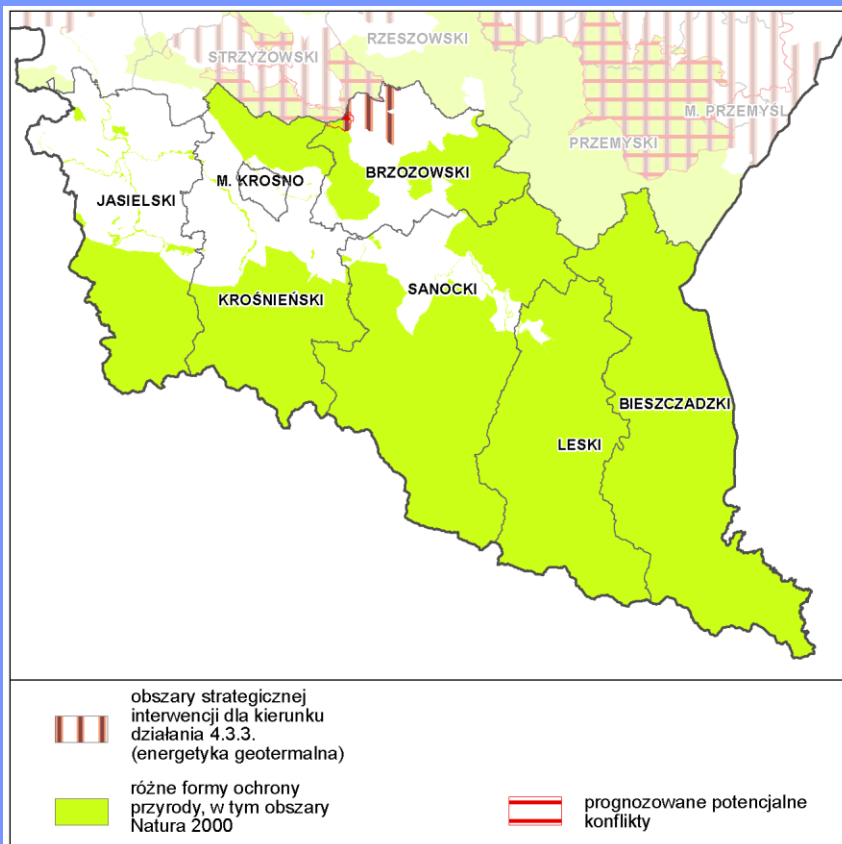 RZESZOWSKI
STRZYŻOWSKI
M. PRZEMYŚL
PRZEMYSKI
BRZOZOWSKI
M. KROSNO
JASIELSKI
SANOCKI
KROŚNIEŃSKI
BIESZCZADZKI
LESKI
obszary strategicznej
interwencji dla kierunku
działania 4.3.3.
(energetyka geotermalna)
różne formy ochrony
przyrody, w tym obszary
Natura 2000
prognozowane potencjalne
konflikty